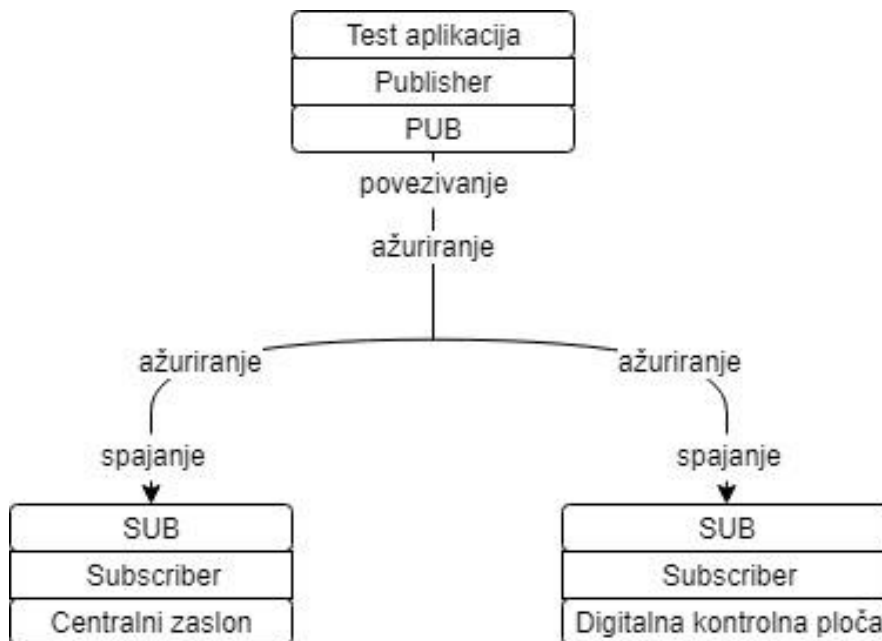 Test aplikacija
Publisher
PUB
povezivanje
ažuriranje
ažuriranje
ažuriranje
spajanje
spajanje
SUB
SUB
Subscriber
Subscriber
Centralni zaslon
Digitalna kontrolna ploča